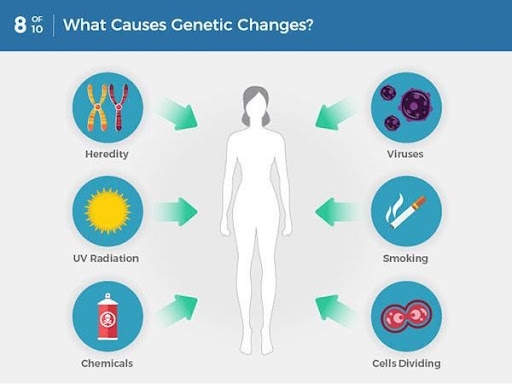 8 OF 10
What Causes Genetic Changes?
Heredity
Viruses
UV Radiation
Smoking
Chemicals
Cells Dividing